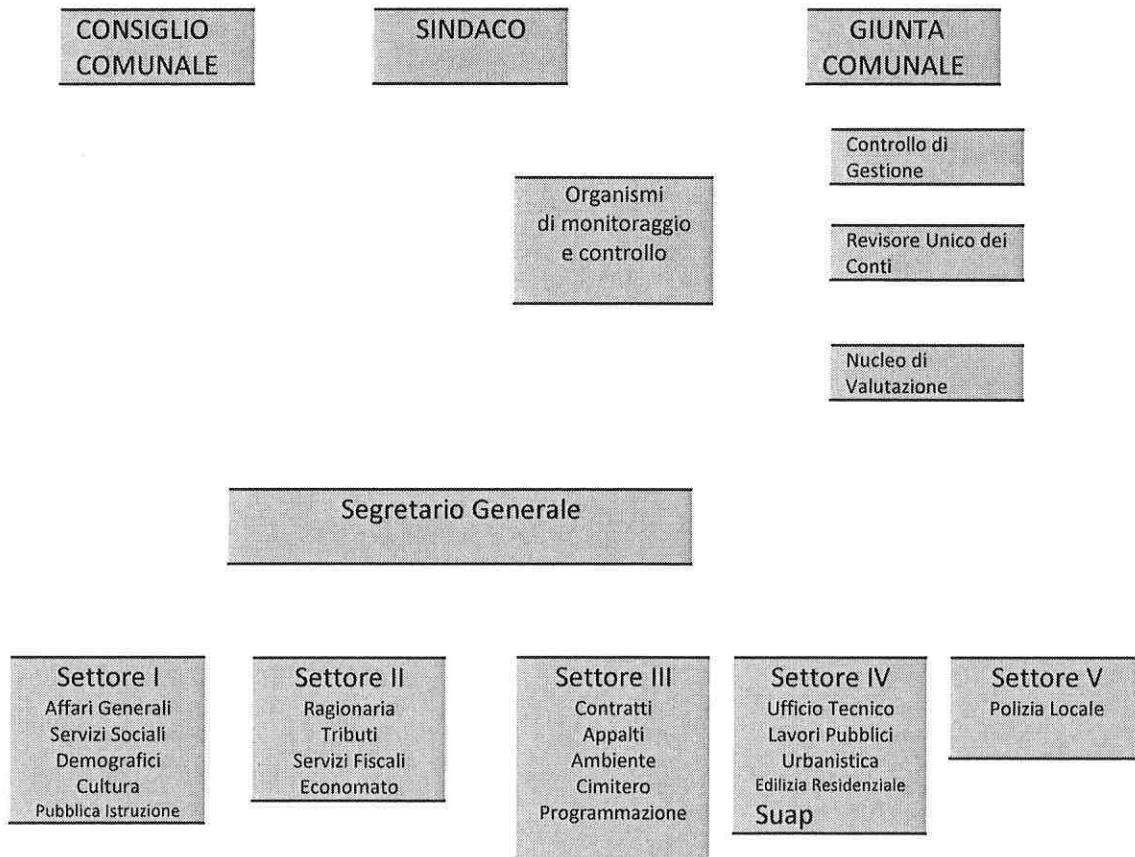 CONSIGLIO
COMUNALE
SINDACO
GIUNTA
COMUNALE
Controllo di
Gestione
Organismi
di monitoraggio
e controllo
Revisore Unico dei
Conti
Nucleo di
Valutazione
Segretario Generale
Settore I
Affari Generali
Servizi Sociali
Demografici
Cultura
Pubblica Istruzione
Settore II
Ragionaria
Tributi
Servizi Fiscali
Economato
Settore III
Contratti
Appalti
Ambiente
Cimitero
Programmazione
Settore IV
Ufficio Tecnico
Lavori Pubblici
Urbanistica
Edilizia Residenziale
Suap
Settore V
Polizia Locale